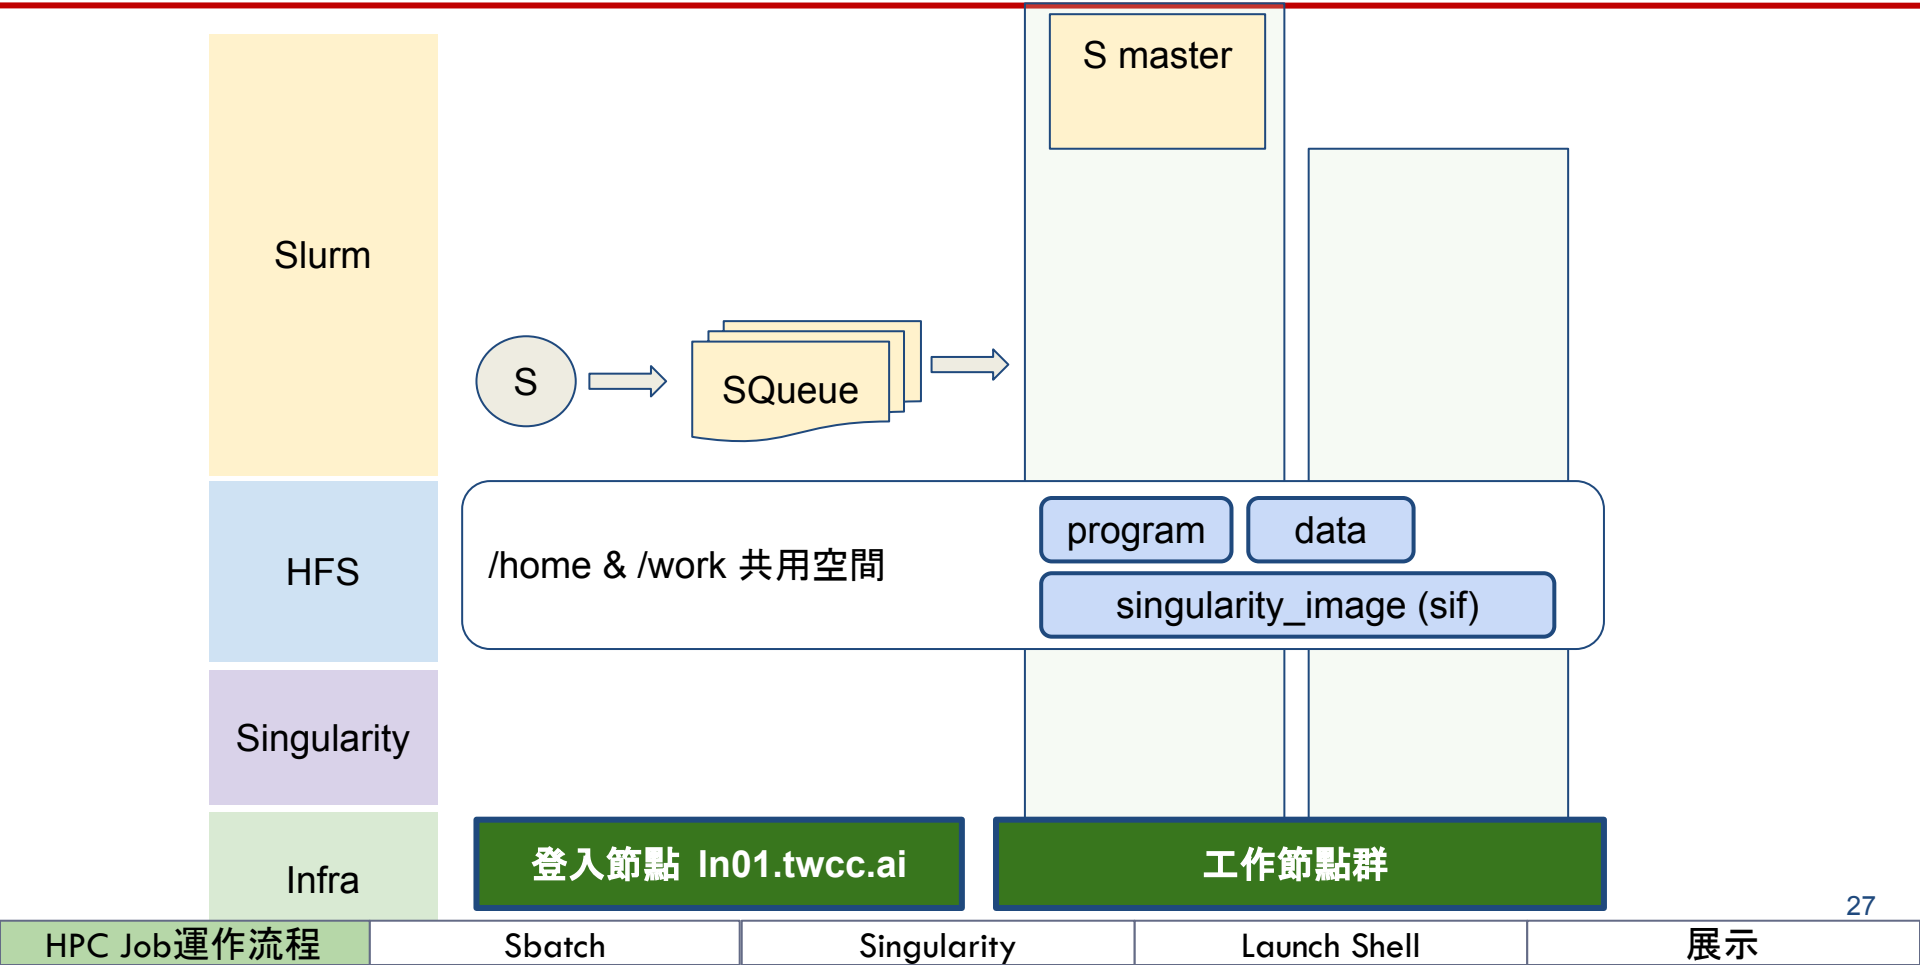 S master
Slurm
S
SQueue
program
data
HFS
/home & /work 共用空間
singularity_image (sif)
Singularity
Infra
登入節點 ln01.twcc.ai
工作節點群
27
HPC Job運作流程
Sbatch
Singularity
Launch Shell
展示